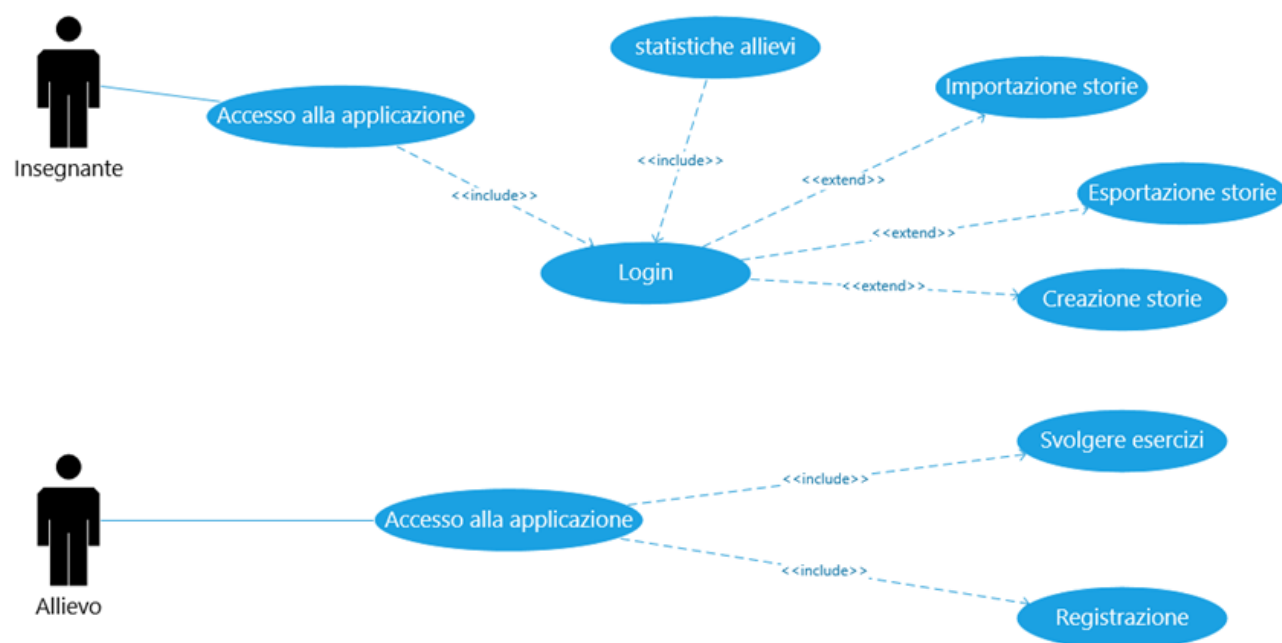 statistiche allievi
Importazione storie
Accesso alla applicazione
Insegnante
<<include>>
<<extend>>
Esportazione storie
<<include>>
<<extend>>
Login
<<extend>>
Creazione storie
Svolgere esercizi
<<include>>
Accesso alla applicazione
<<include>>
Allievo
Registrazione